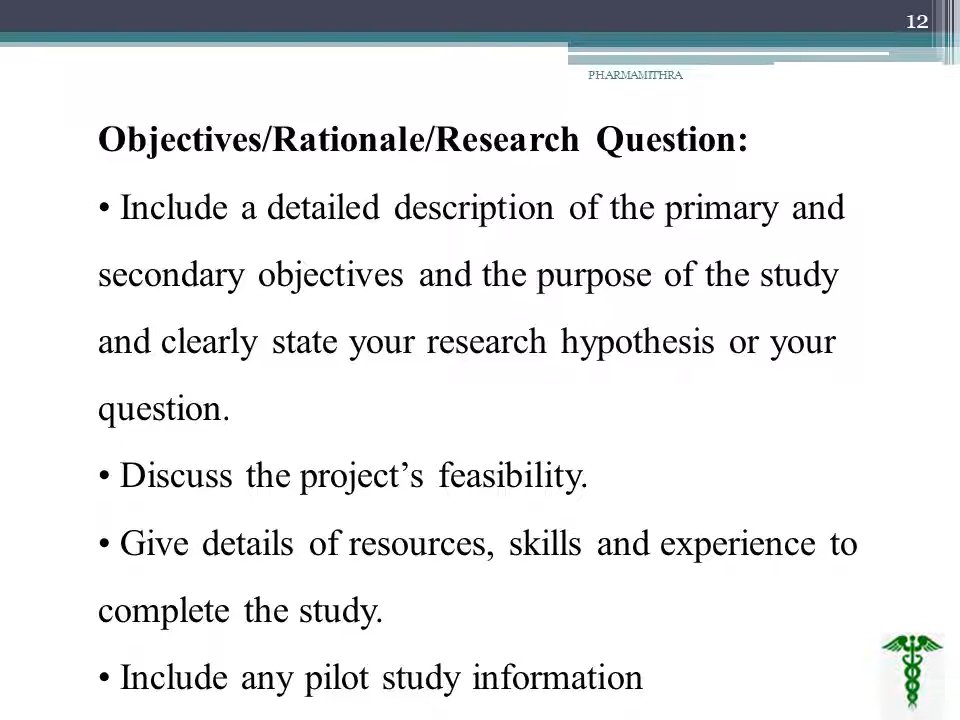 12
PHARMAMITHRA
Objectives/Rationale/Research Question:
• Include a detailed description of the primary and
secondary objectives and the purpose of the study
and clearly state your research hypothesis or your
question.
• Discuss the project’s feasibility.
• Give details of resources, skills and experience to
complete the study.
• Include any pilot study information